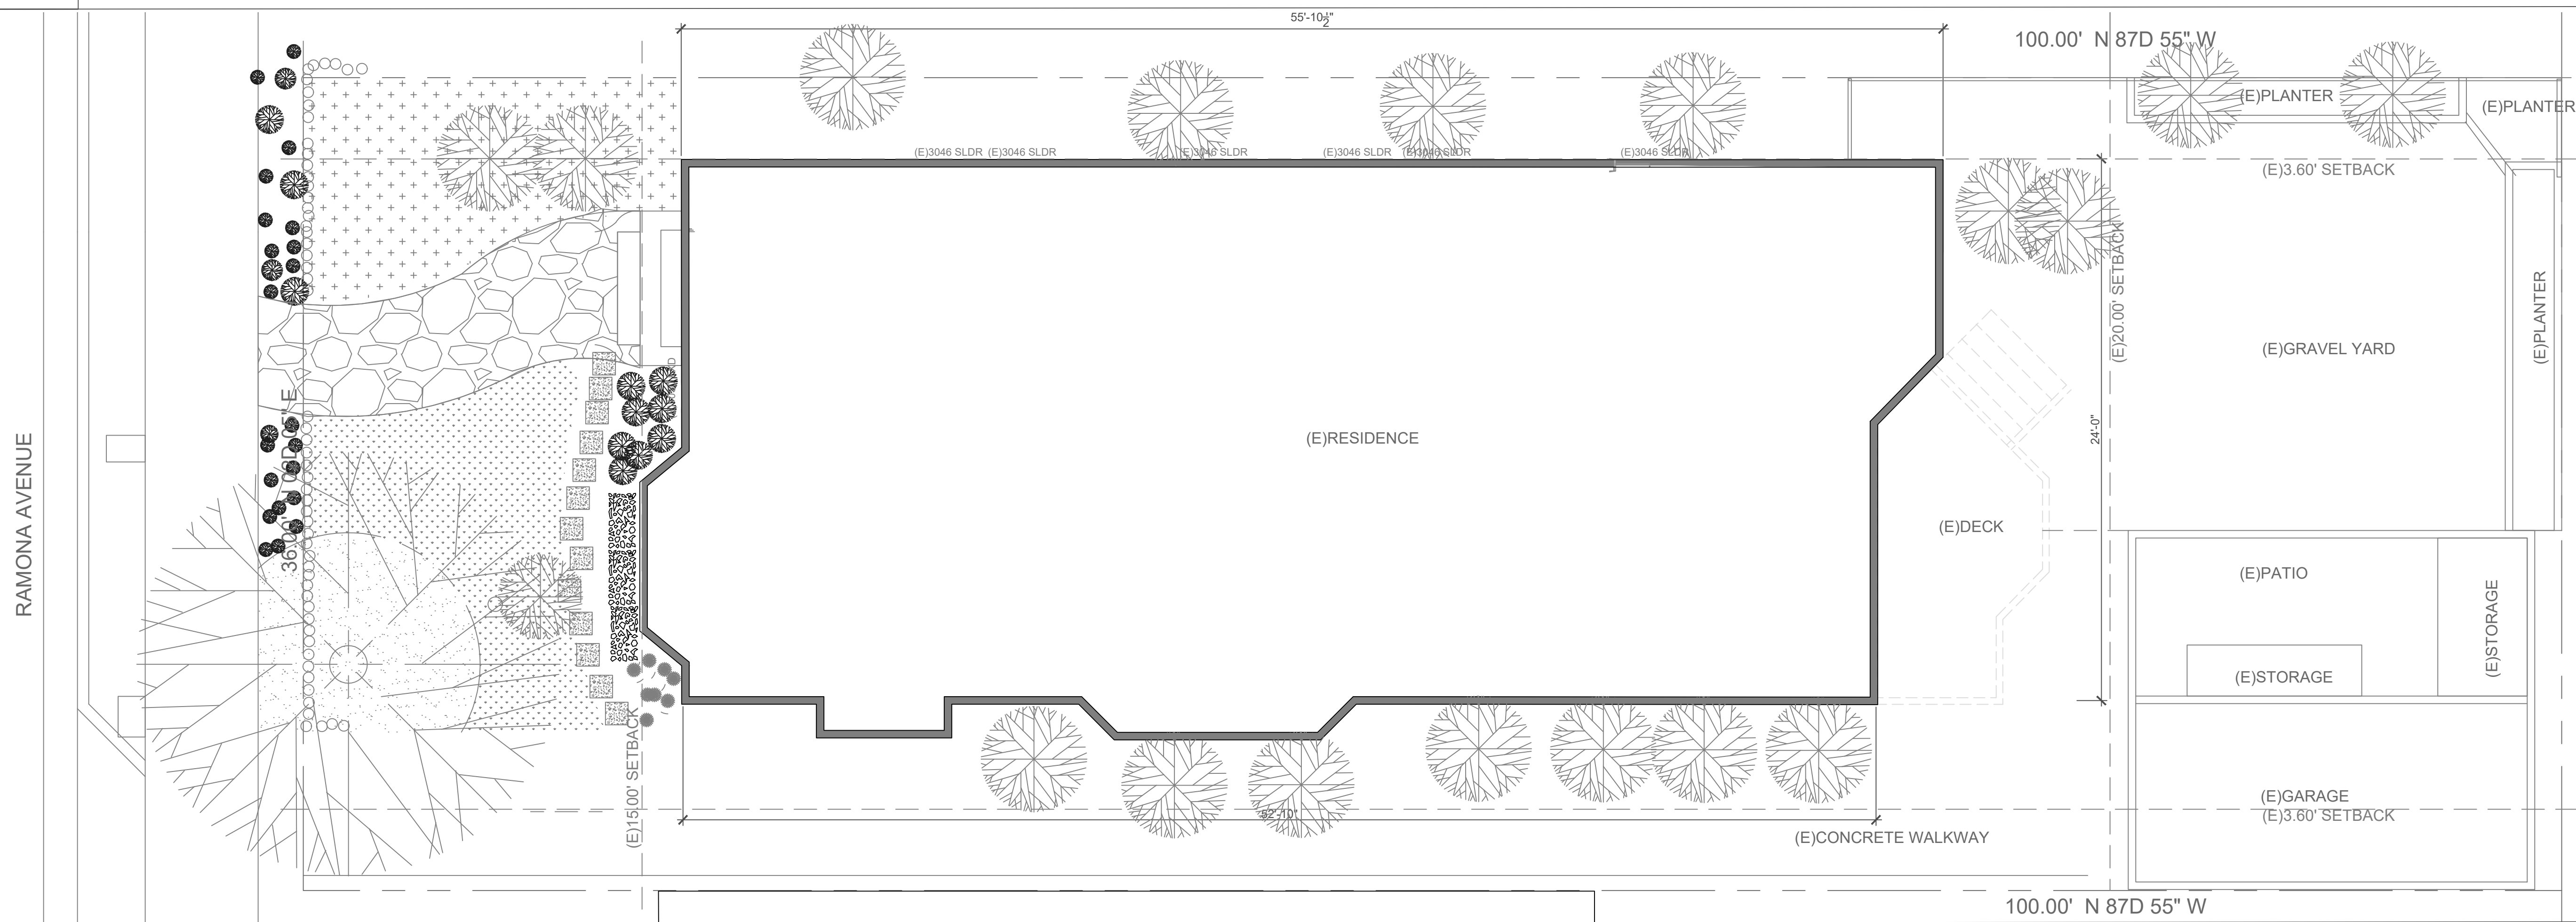 55'-10½"
100.00' N 87D 55" W
(E)PLANTER
(E)PLANTER
(E)3046 SLDR
(E)3046 SLDR
(E)3046 SLDR
(E)3046 SLDR
(E)3046 SLDR
(E)3046 SLDR
(E)3.60' SETBACK
(E)20.00' SETBACK
(E)GRAVEL YARD
(E)PLANTER
RAMONA AVENUE
(E)RESIDENCE
24'-0"
(E)DECK
(E)PATIO
(E)STORAGE
(E)STORAGE
(E)15.00' SETBACK
(E)GARAGE
(E)3.60' SETBACK
52'-10"
(E)CONCRETE WALKWAY
100.00' N 87D 55" W